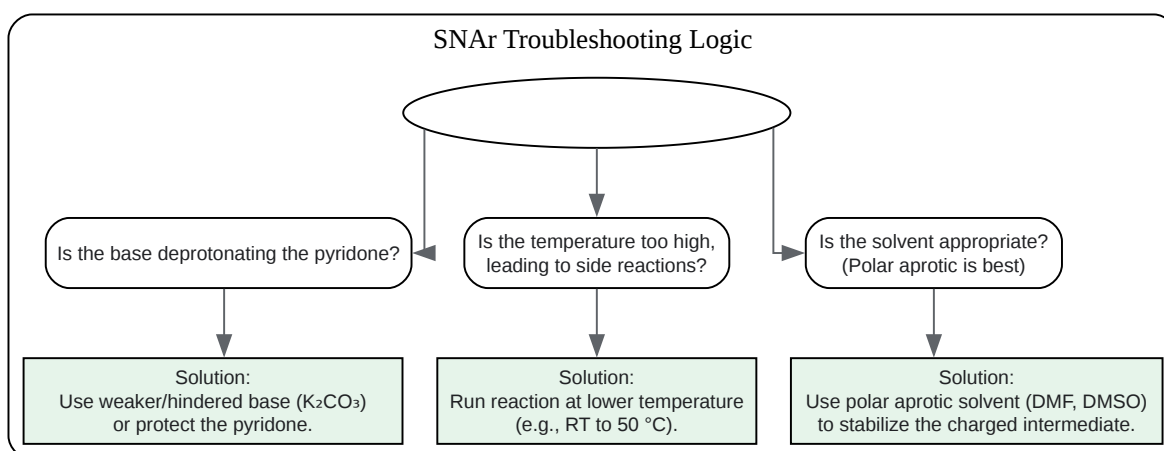 SNAr Troubleshooting Logic
Is the base deprotonating the pyridone?
Is the temperature too high,
leading to side reactions?
Is the solvent appropriate?
(Polar aprotic is best)
Solution:
Use weaker/hindered base (K₂CO₃)
or protect the pyridone.
Solution:
Run reaction at lower temperature
(e.g., RT to 50 °C).
Solution:
Use polar aprotic solvent (DMF, DMSO)
to stabilize the charged intermediate.